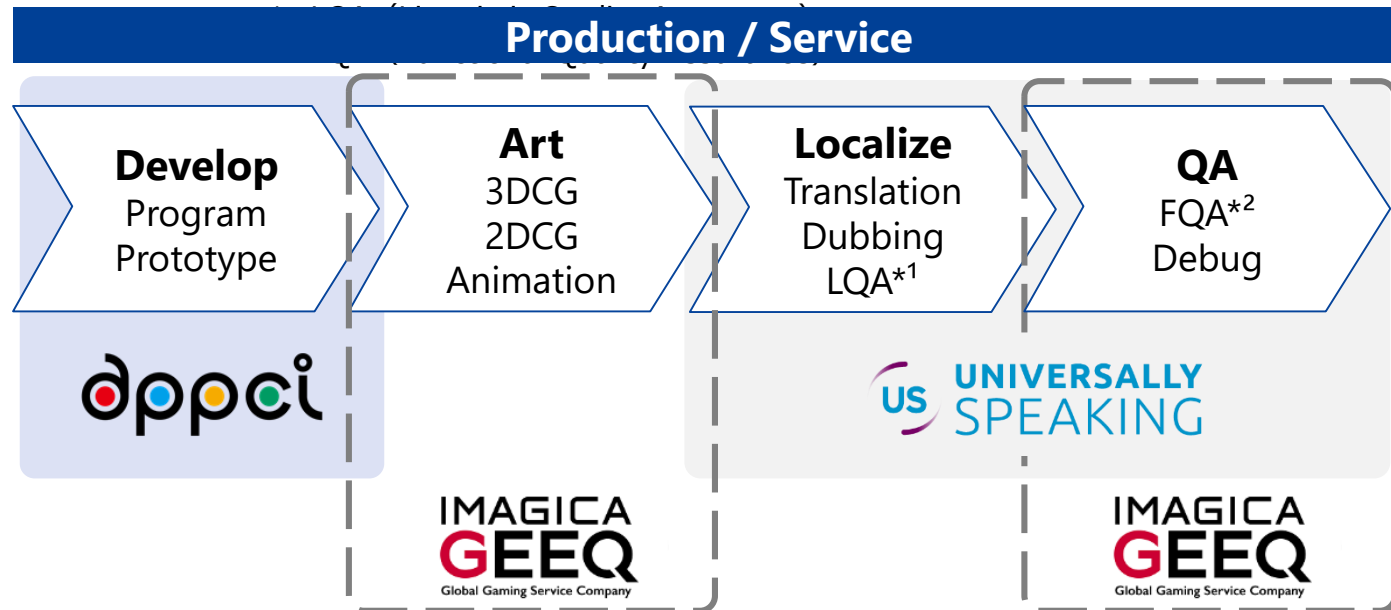 Production / Service
Develop
Program
Prototype
Art
3DCG
2DCG
Animation
Localize
Translation
Dubbing
LQA*¹
QA
FQA*²
Debug
appci
US UNIVERSALLY
SPEAKING
IMAGICA
GEEQ
Global Gaming Service Company
IMAGICA
GEEQ
Global Gaming Service Company